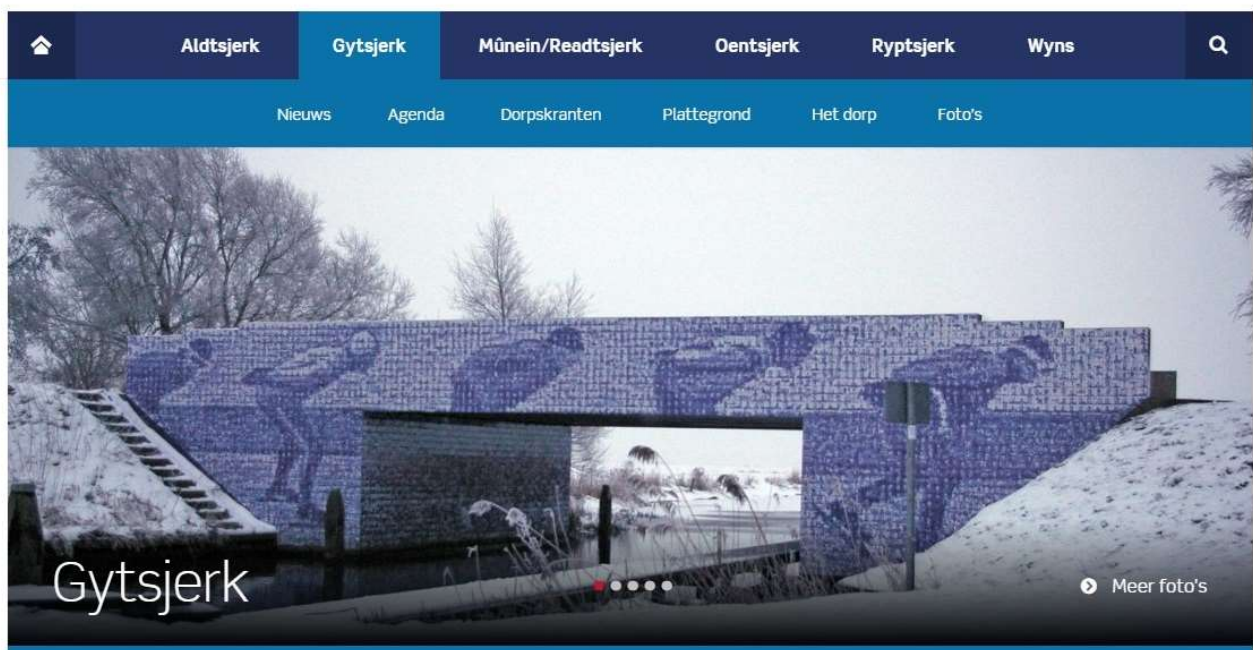 Aldtsjerk Gytsjerk Mûnein/Readtsjerk Oentsjerk Ryptsjerk Wyns
Nieuws Agenda Dorpskranten Plattegrond Het dorp Foto's
Gytsjerk
Meer foto's